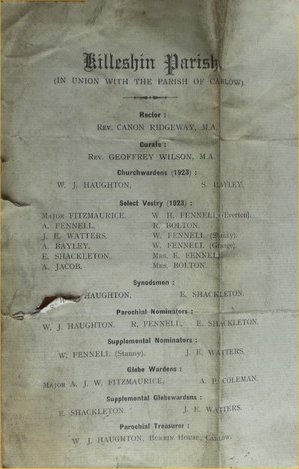 Killeshin Parish
(IN UNION WITH THE PARISH OF CARLOW).
Rector :
REV. CANON RIDGEWAY, M.A.
Curate :
REV. GEOFFREY WILSON, M.A.
Churchwardens (1923) :
W. J. HAUGHTON, S. BAYLEY.
Select Vestry (1923) :
MAJOR FITZMAURICE, W. H. FENNELL (Everton).
A. FENNELL, R. BOLTON.
J. E. WATTERS, W. FENNELL (Stanny).
A. BAYLEY, W. FENNELL (Grange).
E. SHACKLETON, MRS. E. FENNELL
A. JACOB, MRS. BOLTON.
Synodsmen :
HAUGHTON, E. SHACKLETON.
Parochial Nominators :
W. J. HAUGHTON, R. FENNELL, E. SHACKLETON.
Supplemental Nominators :
W. FENNELL (Stanny), J. E. WATTERS.
Glebe Wardens :
MAJOR A. J. W. FITZMAURICE, A. P. COLEMAN.
Supplemental Glebewardens :
E. SHACKLETON. J. E. WATTERS.
Parochial Treasurer :
W. J. HAUGHTON, BURRIN HOUSE, CARLOW.